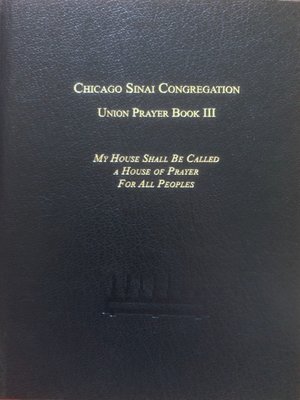 CHICAGO SINAI CONGREGATION
UNION PRAYER BOOK III
MY HOUSE SHALL BE CALLED
A HOUSE OF PRAYER
FOR ALL PEOPLES